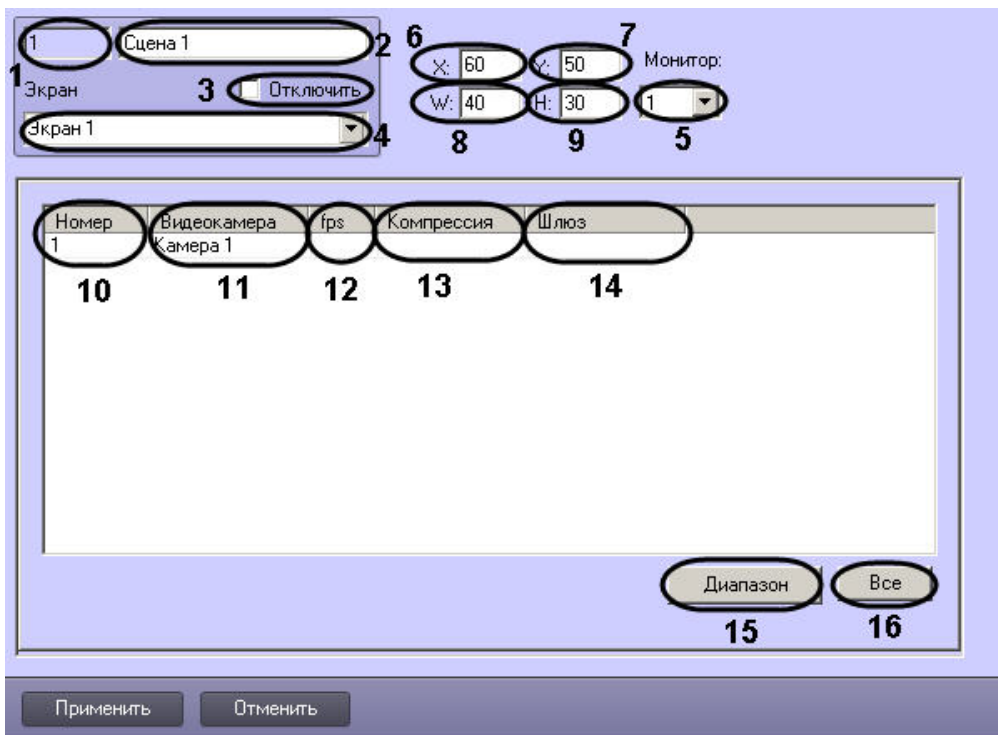 1 Сцена 1 2 6 7
X: 60 Y: 50 Монитор:
1 Экран 3 Отключить
W: 40 H: 30 1
Экран 1 4 8 9 5
Номер Видеокамера fps Компрессия Шлюз
1 Камера 1
10 11 12 13 14
Диапазон Все
15 16
Применить Отменить